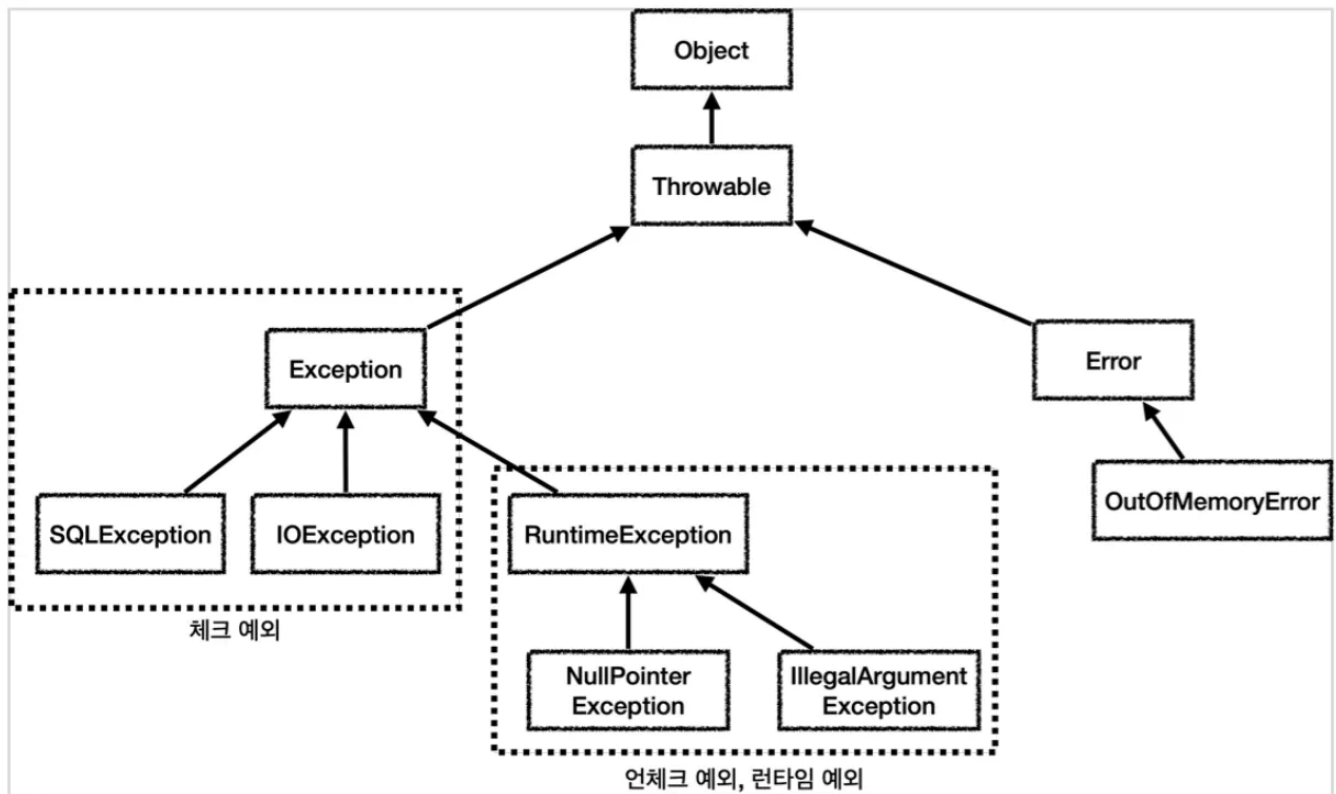 Object
Throwable
Exception
Error
SQLException
IOException
RuntimeException
OutOfMemoryError
체크 예외
NullPointer
Exception
IllegalArgument
Exception
언체크 예외, 런타임 예외